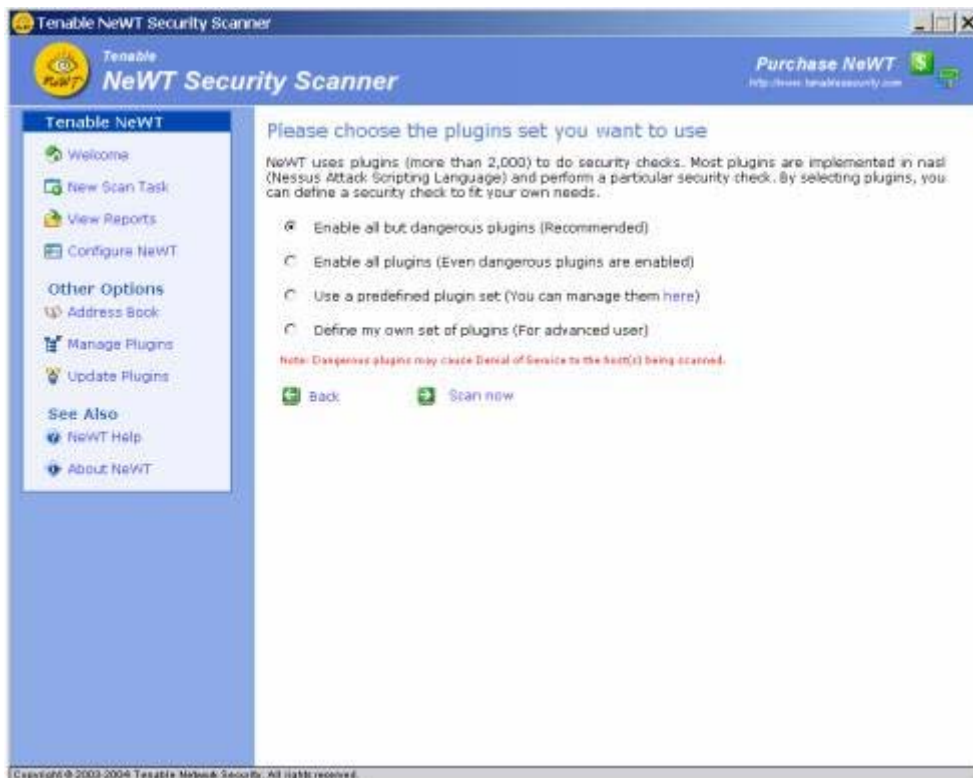 Tenable NeWT Security Scanner
NeWT
Tenable
NeWT Security Scanner
Purchase NeWT
http://www.tenablesecurity.com
Tenable NeWT
Welcome
New Scan Task
View Reports
Configure NeWT
Other Options
Address Book
Manage Plugins
Update Plugins
See Also
NeWT Help
About NeWT
Please choose the plugins set you want to use
NeWT uses plugins (more than 2,000) to do security checks. Most plugins are implemented in nasl
(Nessus Attack Scripting Language) and perform a particular security check. By selecting plugins, you
can define a security check to fit your own needs.
Enable all but dangerous plugins (Recommended)
Enable all plugins (Even dangerous plugins are enabled)
Use a predefined plugin set (You can manage them here)
Define my own set of plugins (For advanced user)
Note: Dangerous plugins may cause Denial of Service to the host(s) being scanned.
Back
Scan now
Copyright © 2003-2004 Tenable Network Security. All rights reserved.